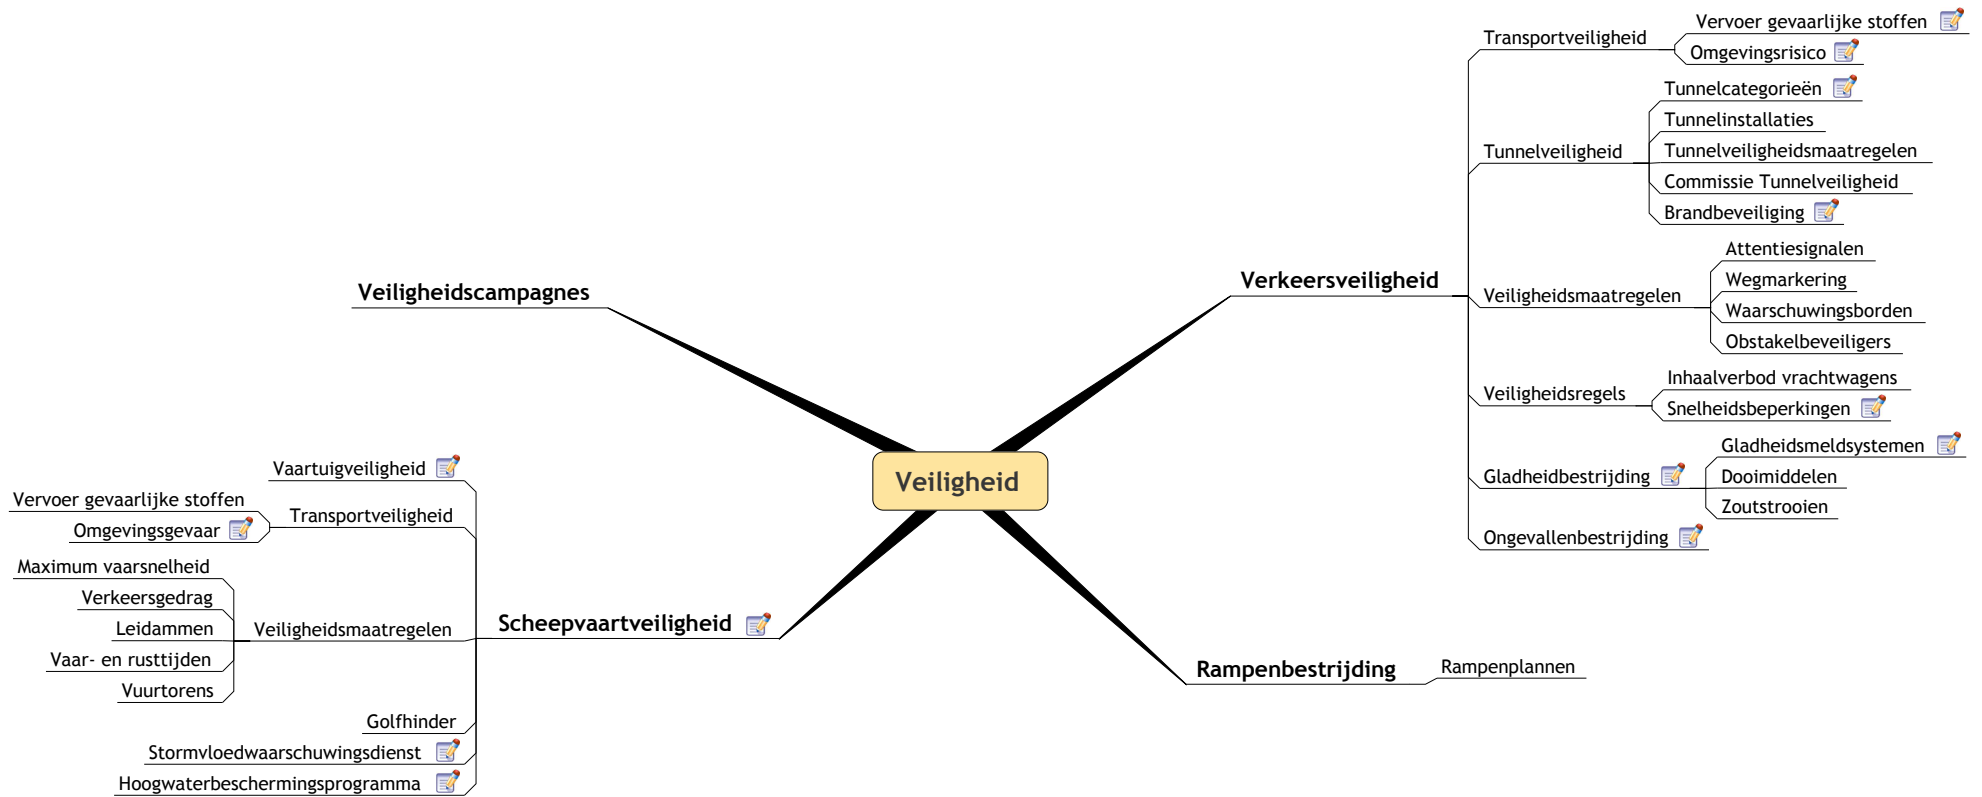 Veiligheid
Verkeersveiligheid
Transportveiligheid
Vervoer gevaarlijke stoffen
Omgevingsrisico
Tunnelveiligheid
Tunnelcategorieën
Tunnelinstallaties
Tunnelveiligheidsmaatregelen
Commissie Tunnelveiligheid
Brandbeveiliging
Veiligheidsmaatregelen
Attentiesignalen
Wegmarkering
Waarschuwingsborden
Obstakelbeveiligers
Veiligheidsregels
Inhaalverbod vrachtwagens
Snelheidsbeperkingen
Gladheidbestrijding
Gladheidsmeldsystemen
Dooimiddelen
Zoutstrooien
Ongevallenbestrijding
Rampenbestrijding
Rampenplannen
Veiligheidscampagnes
Scheepvaartveiligheid
Vaartuigveiligheid
Transportveiligheid
Vervoer gevaarlijke stoffen
Omgevingsgevaar
Veiligheidsmaatregelen
Maximum vaarsnelheid
Verkeersgedrag
Leidammen
Vaar- en rusttijden
Vuurtorens
Golfhinder
Stormvloedwaarschuwingsdienst
Hoogwaterbeschermingsprogramma